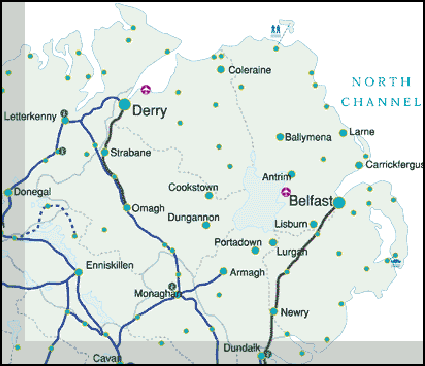 Coleraine
NORTH
CHANNEL
Derry
Letterkenny
Ballymena
Larne
Strabane
Carrickfergus
Antrim
Donegal
Cookstown
Belfast
Omagh
Dungannon
Lisburn
Portadown
Lurgan
Enniskillen
Armagh
Monaghan
Newry
Dundalk
Cavan